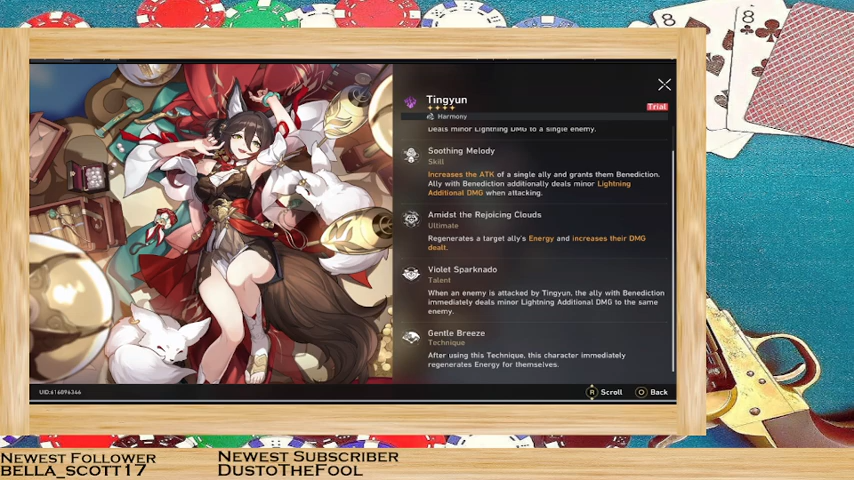 8 8
Tingyun
Trial
Harmony
Deals minor Lightning DMG to a single enemy.
Soothing Melody
Skill
Increases the ATK of a single ally and grants them Benediction.
Ally with Benediction additionally deals minor Lightning
Additional DMG when attacking.
Amidst the Rejoicing Clouds
Ultimate
Regenerates a target ally's Energy and increases their DMG
dealt.
Violet Sparknado
Talent
When an enemy is attacked by Tingyun, the ally with Benediction
immediately deals minor Lightning Additional DMG to the same
enemy.
Gentle Breeze
Technique
After using this Technique, this character immediately
regenerates Energy for themselves.
UID:616896346
R Scroll O Back
Newest Follower
bella_scott17
Newest Subscriber
DustoTheFool